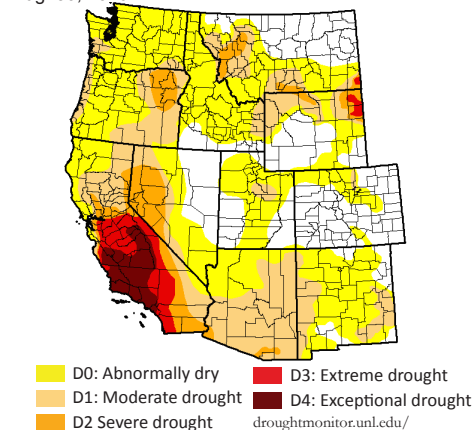 D0: Abnormally dry
D1: Moderate drought
D2 Severe drought
D3: Extreme drought
D4: Exceptional drought
droughtmonitor.unl.edu/